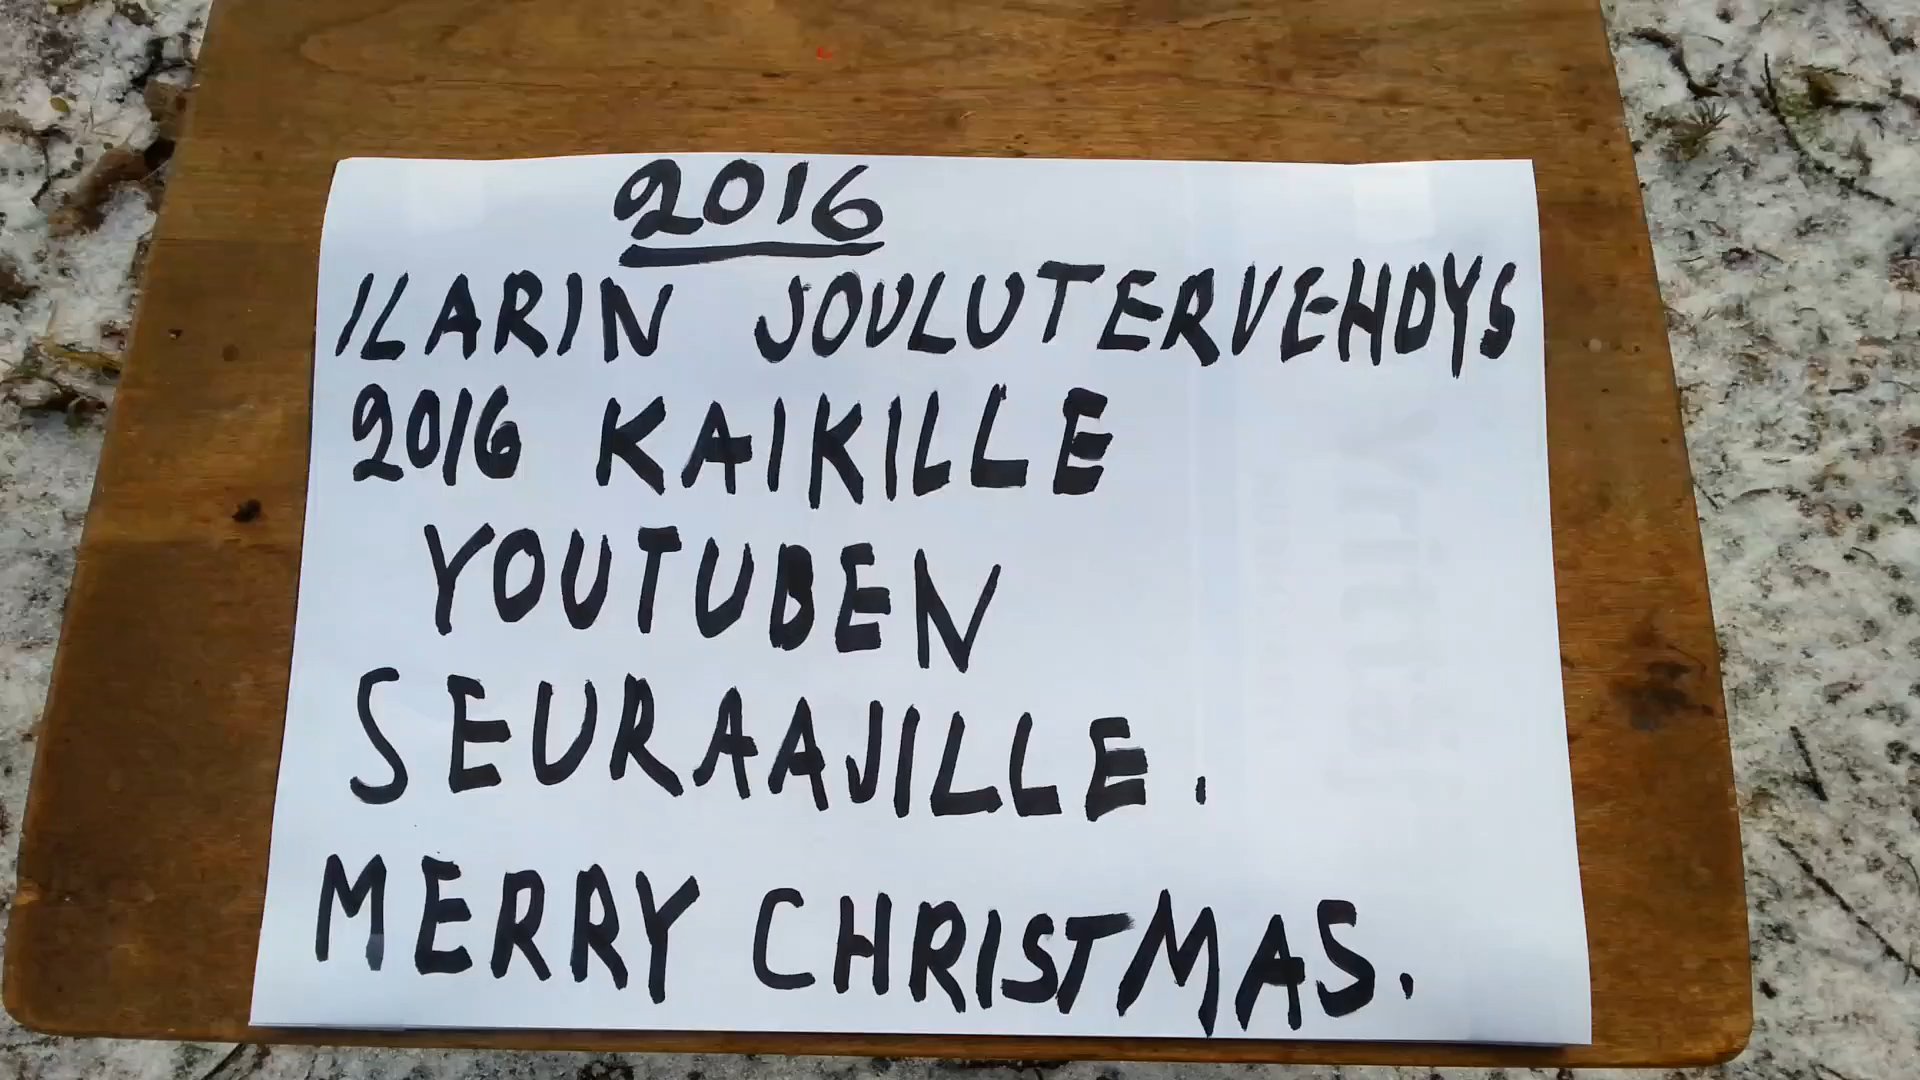 2016
ILARIN JOULUTERVEHDYS
2016 KAIKILLE
YOUTUBEN
SEURAAJILLE.
MERRY CHRISTMAS.